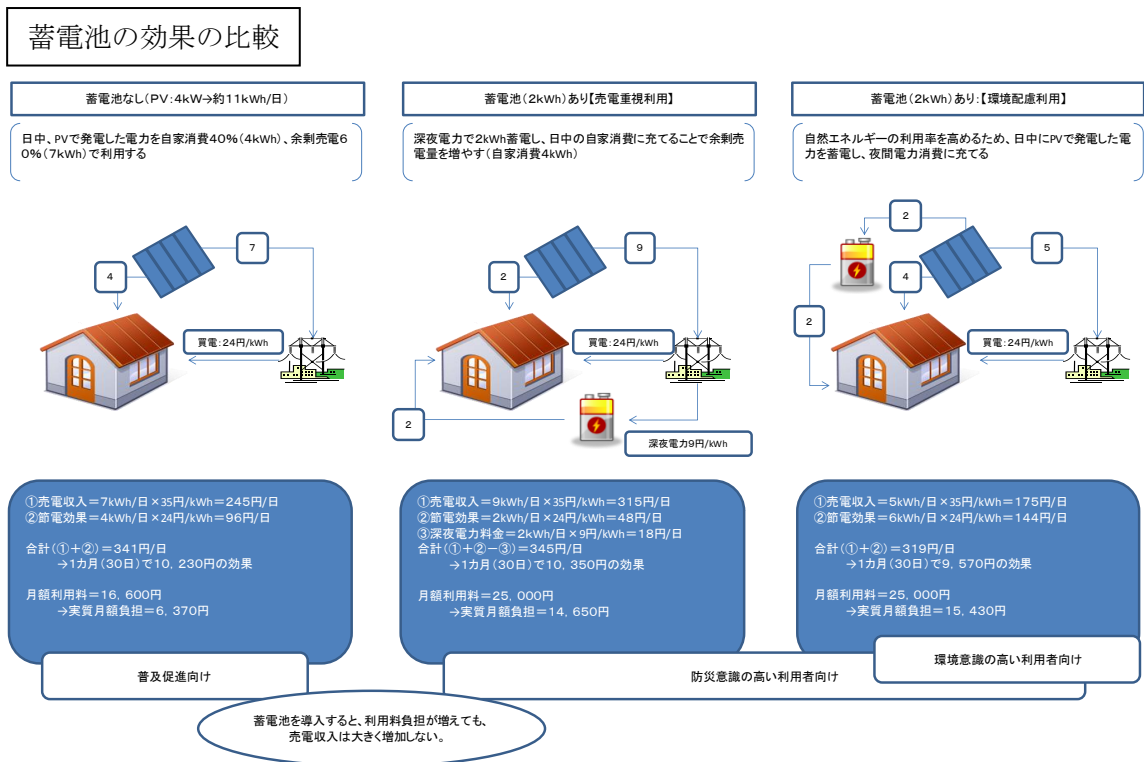 蓄電池の効果の比較
蓄電池なし(PV:4kW→約11kWh/日)
日中、PVで発電した電力を自家消費40%(4kWh)、余剰売電6
0%(7kWh)で利用する
7
4
買電:24円/kWh
①売電収入=7kWh/日×35円/kWh=245円/日
②節電効果=4kWh/日×24円/kWh=96円/日
合計(①+②)=341円/日
→1カ月(30日)で10,230円の効果
月額利用料=16,600円
→実質月額負担=6,370円
普及促進向け
蓄電池(2kWh)あり【売電重視利用】
深夜電力で2kWh蓄電し、日中の自家消費に充てることで余剰売
電量を増やす(自家消費4kWh)
9
2
買電:24円/kWh
2
深夜電力9円/kWh
①売電収入=9kWh/日×35円/kWh=315円/日
②節電効果=2kWh/日×24円/kWh=48円/日
③深夜電力料金=2kWh/日×9円/kWh=18円/日
合計(①+②-③)=345円/日
→1カ月(30日)で10,350円の効果
月額利用料=25,000円
→実質月額負担=14,650円
蓄電池(2kWh)あり:【環境配慮利用】
自然エネルギーの利用率を高めるため、日中にPVで発電した電
力を蓄電し、夜間電力消費に充てる
2
5
4
2
買電:24円/kWh
①売電収入=5kWh/日×35円/kWh=175円/日
②節電効果=6kWh/日×24円/kWh=144円/日
合計(①+②)=319円/日
→1カ月(30日)で9,570円の効果
月額利用料=25,000円
→実質月額負担=15,430円
環境意識の高い利用者向け
防災意識の高い利用者向け
蓄電池を導入すると、利用料負担が増えても、
売電収入は大きく増加しない。